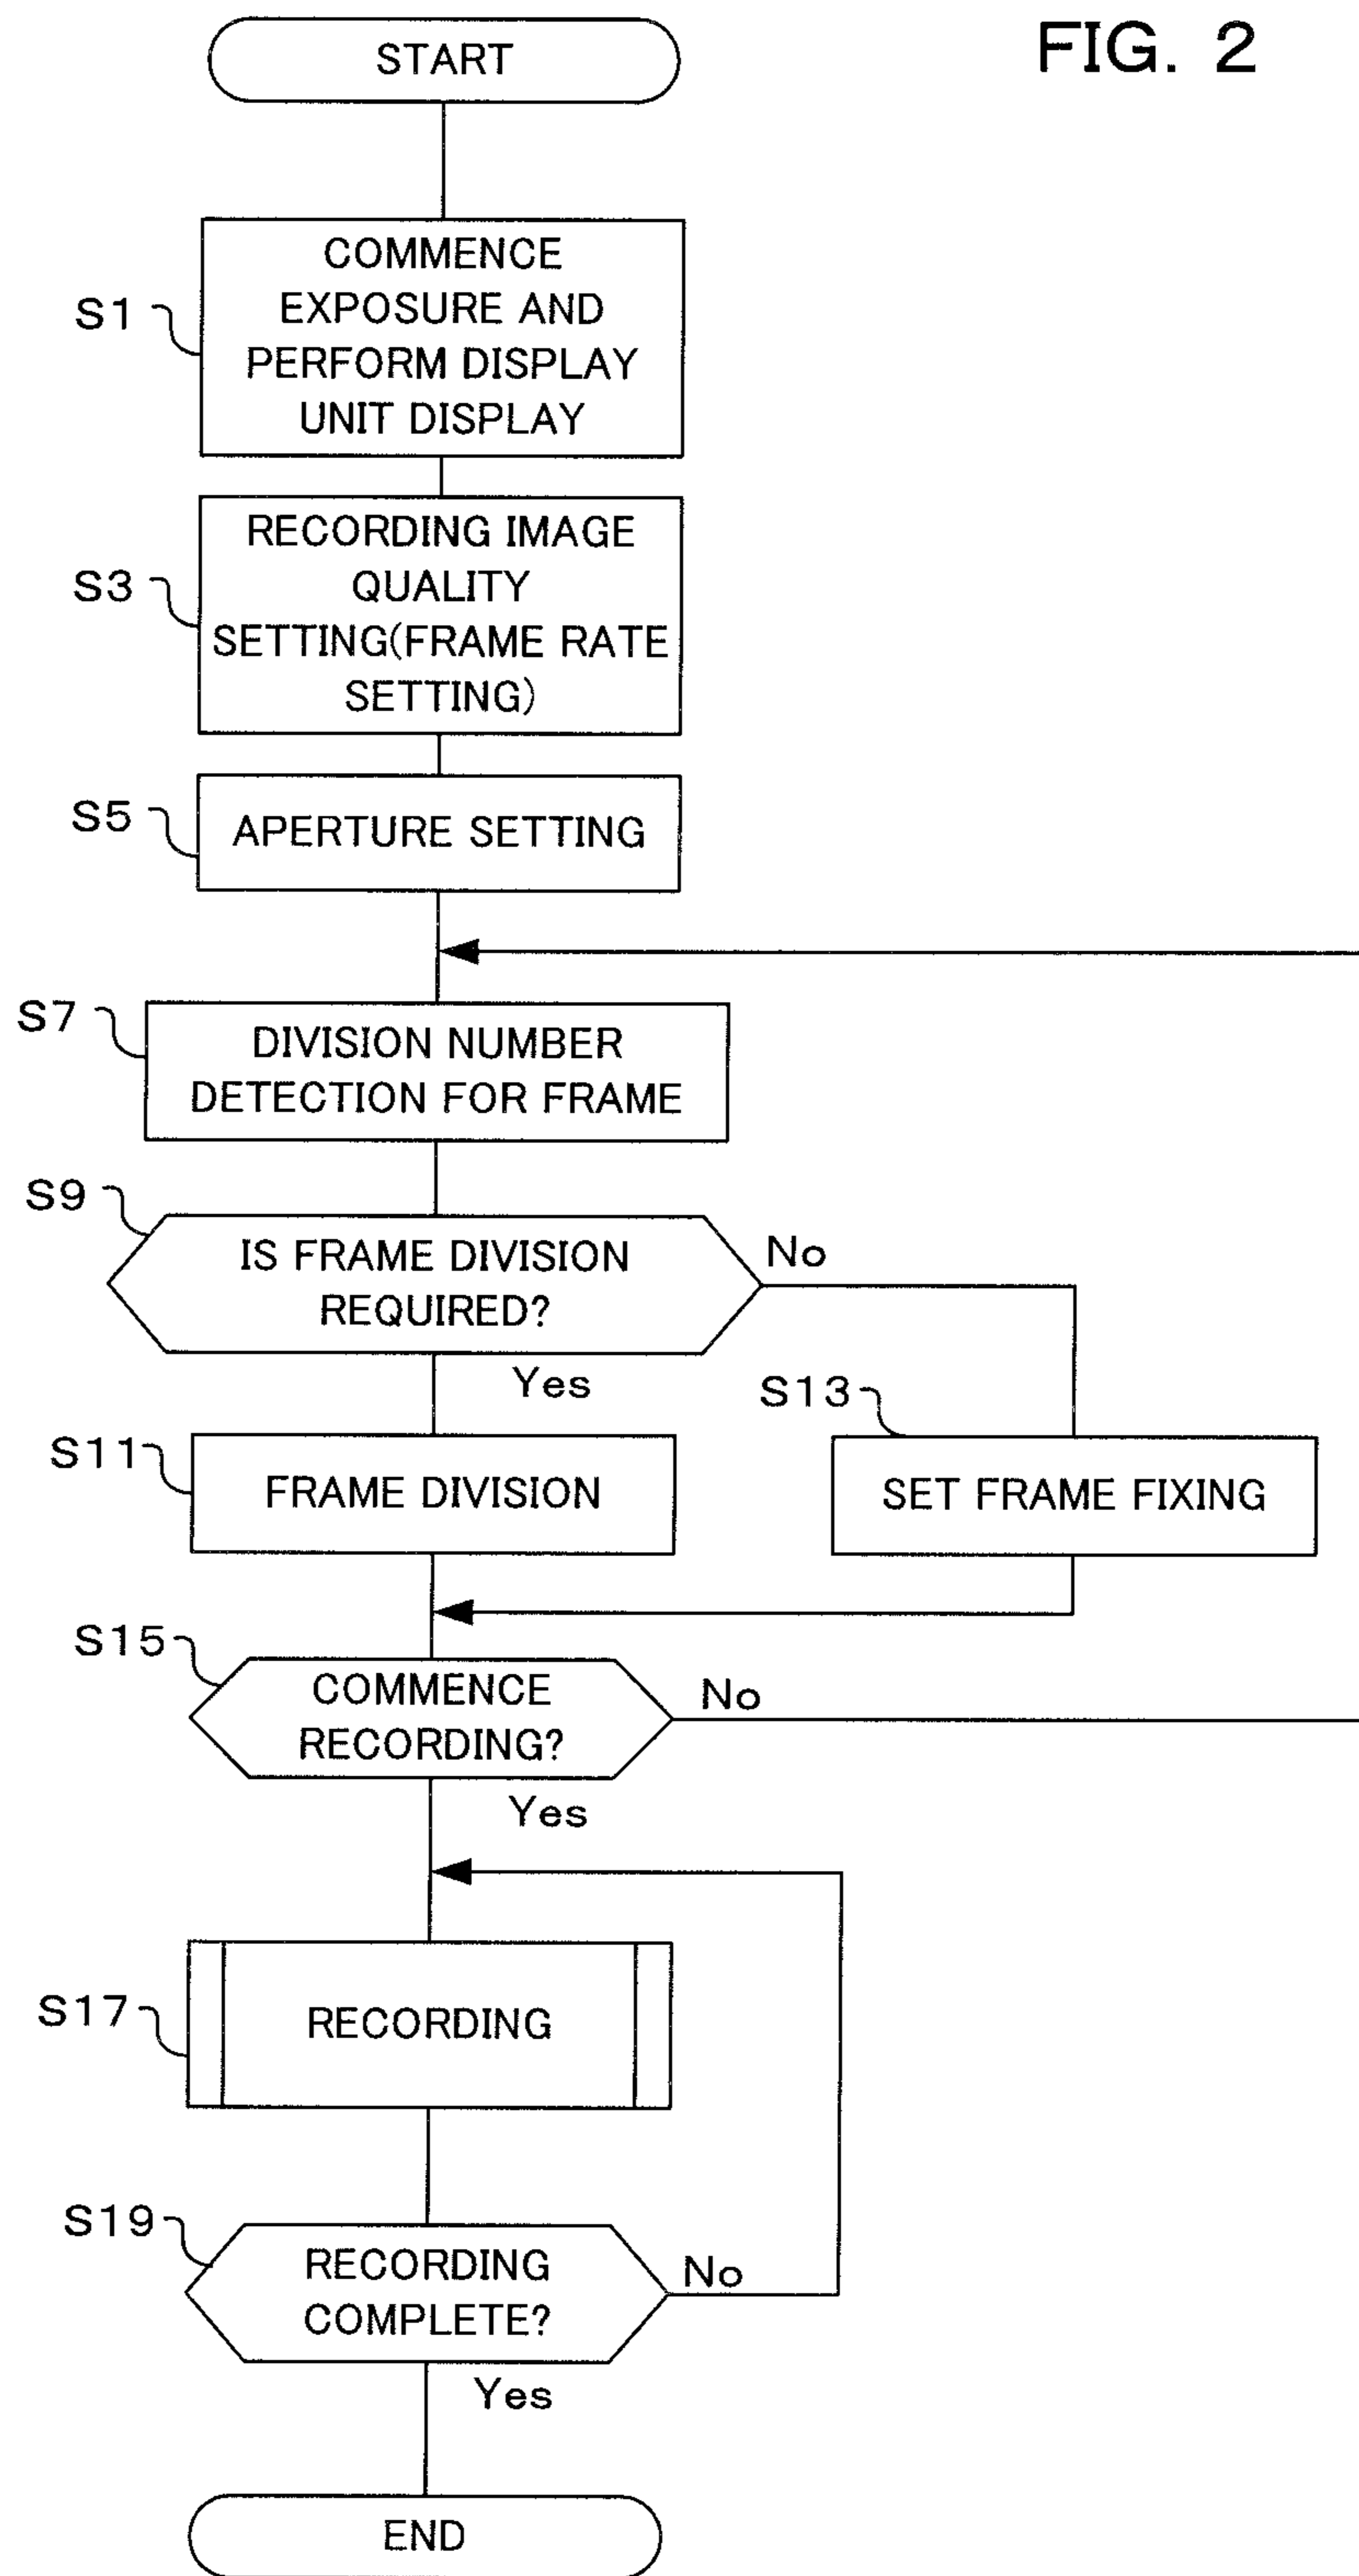 FIG. 2
START
S1
COMMENCE
EXPOSURE AND
PERFORM DISPLAY
UNIT DISPLAY
S3
RECORDING IMAGE
QUALITY
SETTING(FRAME RATE
SETTING)
S5
APERTURE SETTING
S7
DIVISION NUMBER
DETECTION FOR FRAME
S9
IS FRAME DIVISION
REQUIRED?
No
Yes
S11
FRAME DIVISION
S13
SET FRAME FIXING
S15
COMMENCE
RECORDING?
No
Yes
S17
RECORDING
S19
RECORDING
COMPLETE?
No
Yes
END